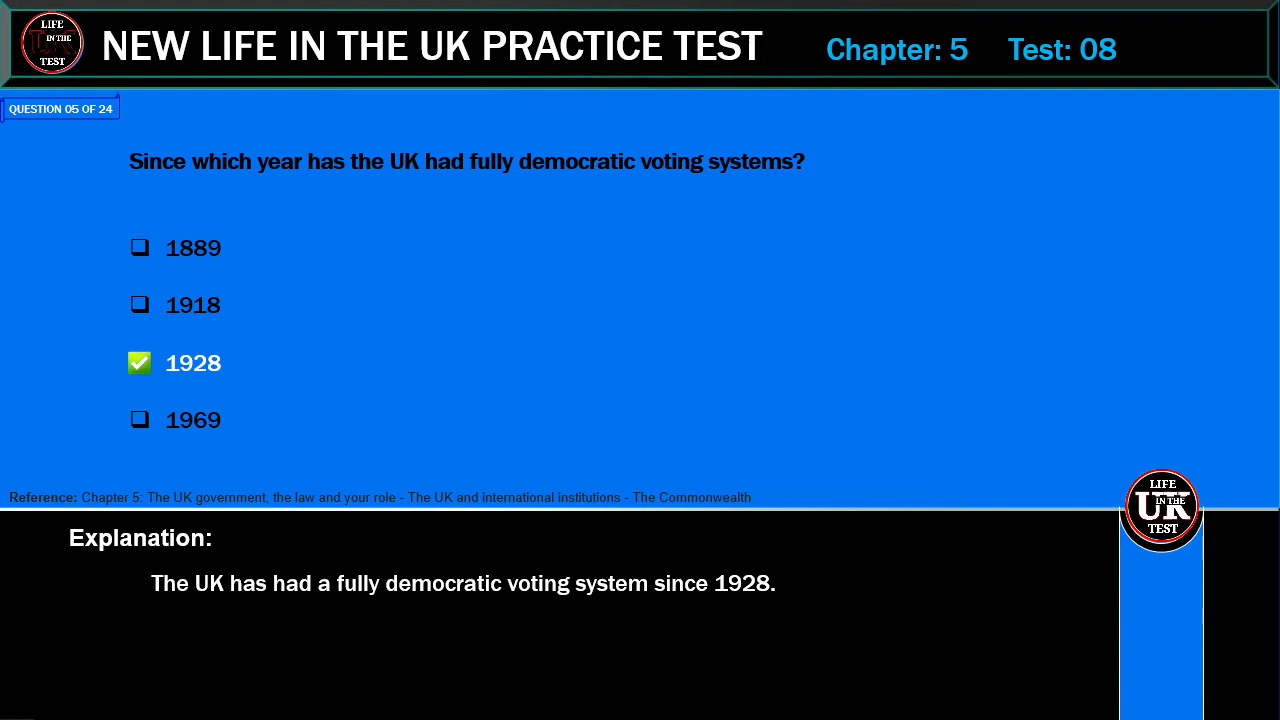 LIFE
IN THE
UK
TEST
NEW LIFE IN THE UK PRACTICE TEST
Chapter: 5 Test: 08
QUESTION 05 OF 24
Since which year has the UK had fully democratic voting systems?
1889
1918
1928
1969
Reference: Chapter 5: The UK government, the law and your role - The UK and international institutions - The Commonwealth
LIFE
IN THE
UK
TEST
Explanation:
The UK has had a fully democratic voting system since 1928.